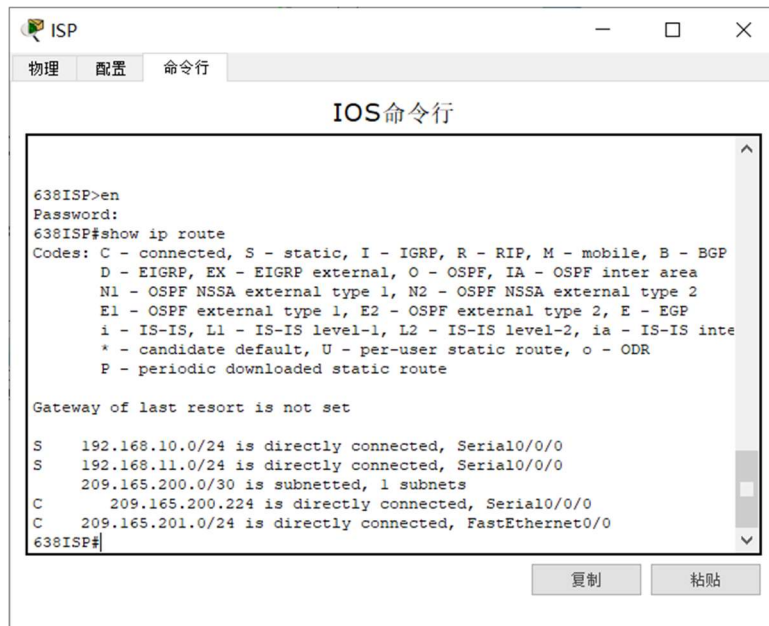 ISP
物理 配置 命令行
IOS命令行
638ISP>en
Password:
638ISP#show ip route
Codes: C - connected, S - static, I - IGRP, R - RIP, M - mobile, B - BGP
       D - EIGRP, EX - EIGRP external, O - OSPF, IA - OSPF inter area
       N1 - OSPF NSSA external type 1, N2 - OSPF NSSA external type 2
       E1 - OSPF external type 1, E2 - OSPF external type 2, E - EGP
       i - IS-IS, L1 - IS-IS level-1, L2 - IS-IS level-2, ia - IS-IS inte
       * - candidate default, U - per-user static route, o - ODR
       P - periodic downloaded static route
Gateway of last resort is not set
S    192.168.10.0/24 is directly connected, Serial0/0/0
S    192.168.11.0/24 is directly connected, Serial0/0/0
     209.165.200.0/30 is subnetted, 1 subnets
C       209.165.200.224 is directly connected, Serial0/0/0
C    209.165.201.0/24 is directly connected, FastEthernet0/0
638ISP#
复制 粘贴